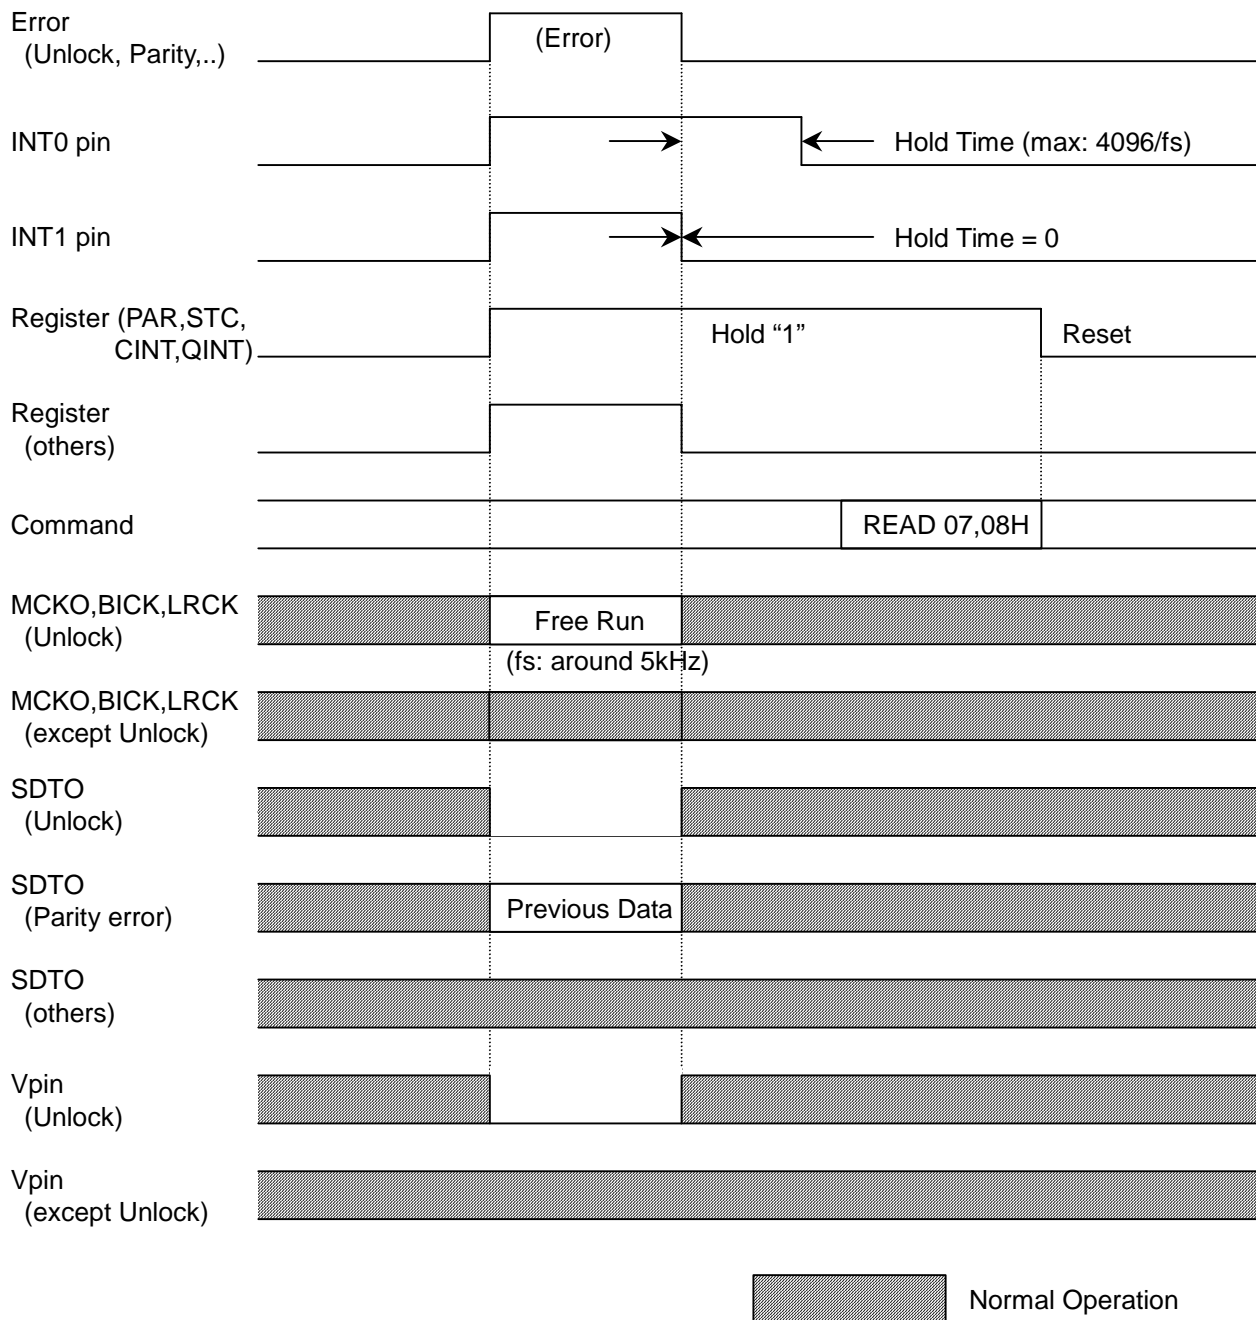 Error
(Unlock, Parity,..)
(Error)
INT0 pin
Hold Time (max: 4096/fs)
INT1 pin
Hold Time = 0
Register (PAR,STC,
CINT,QINT)
Hold “1”
Reset
Register
(others)
Command
READ 07,08H
MCKO,BICK,LRCK
(Unlock)
Free Run
(fs: around 5kHz)
MCKO,BICK,LRCK
(except Unlock)
SDTO
(Unlock)
SDTO
(Parity error)
Previous Data
SDTO
(others)
Vpin
(Unlock)
Vpin
(except Unlock)
Normal Operation